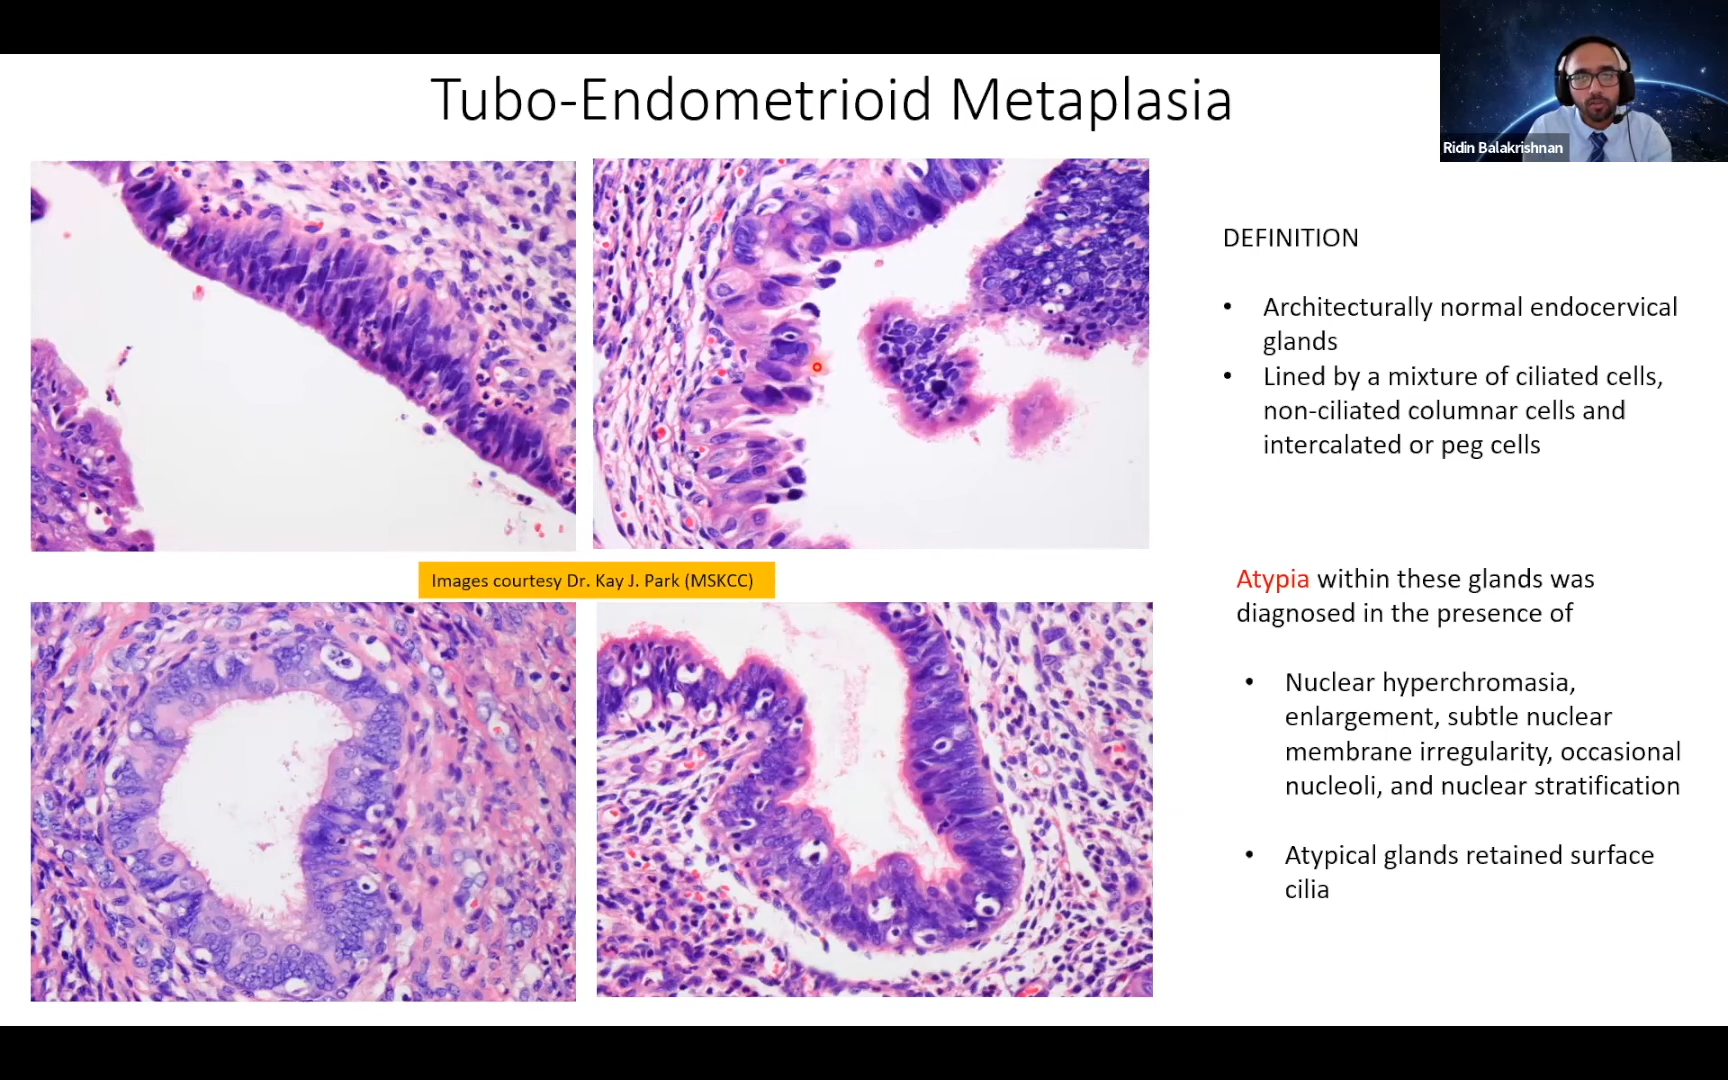 Tubo-Endometrioid Metaplasia
Ridin Balakrishnan
DEFINITION
• Architecturally normal endocervical
glands
• Lined by a mixture of ciliated cells,
non-ciliated columnar cells and
intercalated or peg cells
Images courtesy Dr. Kay J. Park (MSKCC)
Atypia within these glands was
diagnosed in the presence of
• Nuclear hyperchromasia,
enlargement, subtle nuclear
membrane irregularity, occasional
nucleoli, and nuclear stratification
• Atypical glands retained surface
cilia